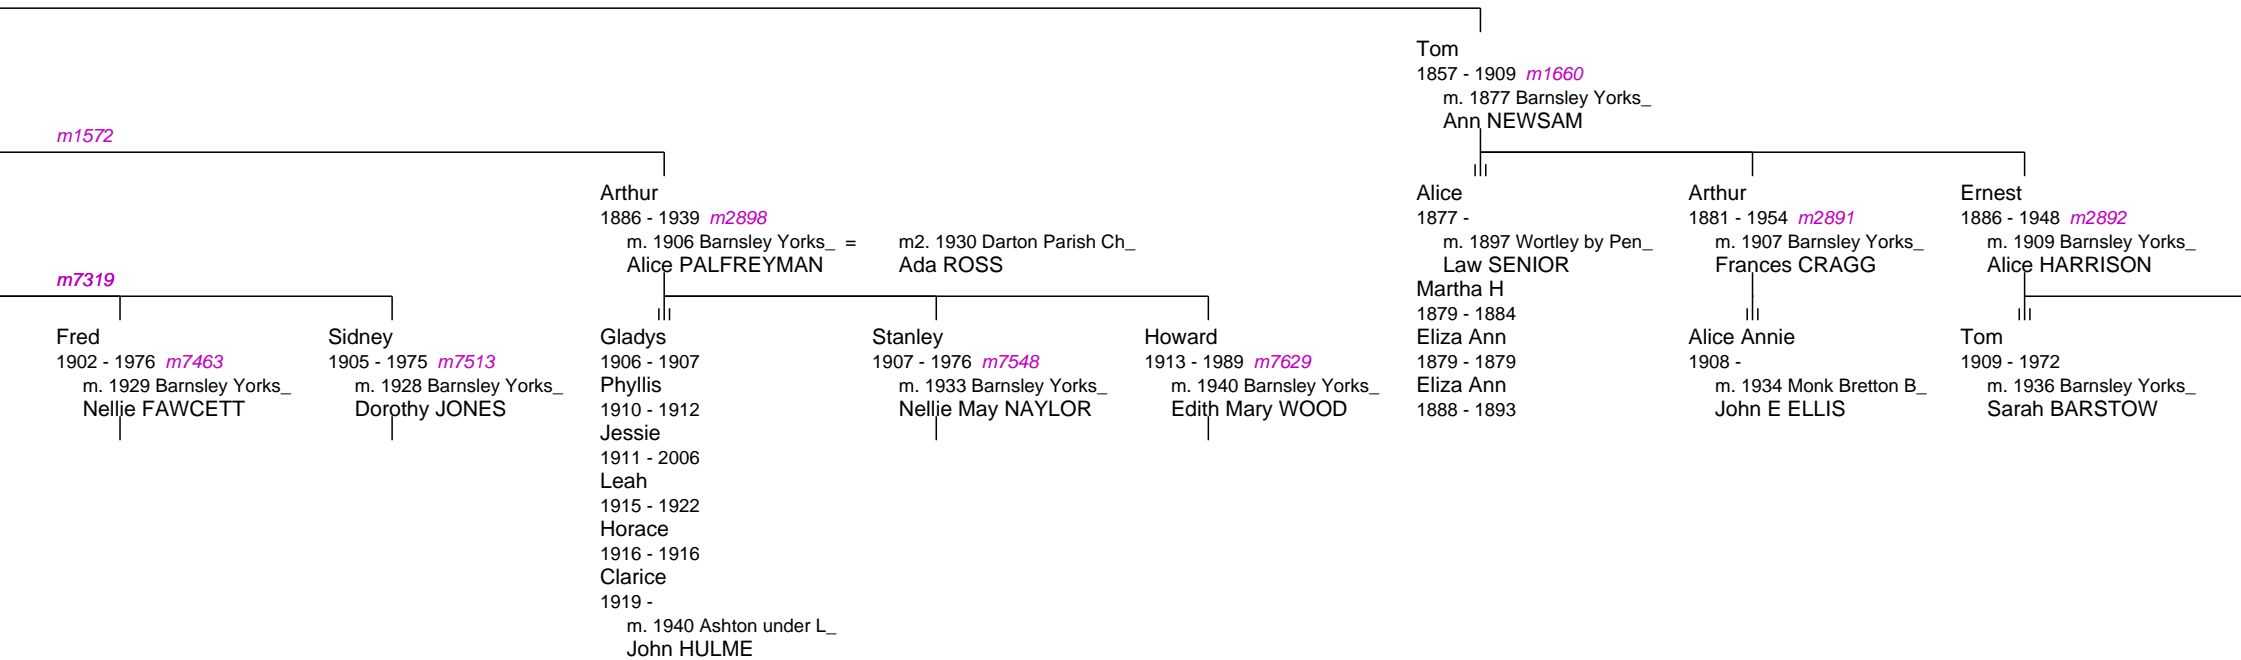 Tom
1857 - 1909 m1660
m. 1877 Barnsley Yorks_
Ann NEWSAM
m1572
Arthur
1886 - 1939 m2898
m. 1906 Barnsley Yorks_ =
Alice PALFREYMAN
m2. 1930 Darton Parish Ch_
Ada ROSS
Alice
1877 -
m. 1897 Wortley by Pen_
Law SENIOR
Martha H
1879 - 1884
Eliza Ann
1879 - 1879
Eliza Ann
1888 - 1893
Arthur
1881 - 1954 m2891
m. 1907 Barnsley Yorks_
Frances CRAGG
Ernest
1886 - 1948 m2892
m. 1909 Barnsley Yorks_
Alice HARRISON
m7319
Fred
1902 - 1976 m7463
m. 1929 Barnsley Yorks_
Nellie FAWCETT
Sidney
1905 - 1975 m7513
m. 1928 Barnsley Yorks_
Dorothy JONES
Gladys
1906 - 1907
Phyllis
1910 - 1912
Jessie
1911 - 2006
Leah
1915 - 1922
Horace
1916 - 1916
Clarice
1919 -
m. 1940 Ashton under L_
John HULME
Stanley
1907 - 1976 m7548
m. 1933 Barnsley Yorks_
Nellie May NAYLOR
Howard
1913 - 1989 m7629
m. 1940 Barnsley Yorks_
Edith Mary WOOD
Alice Annie
1908 -
m. 1934 Monk Bretton B_
John E ELLIS
Tom
1909 - 1972
m. 1936 Barnsley Yorks_
Sarah BARSTOW